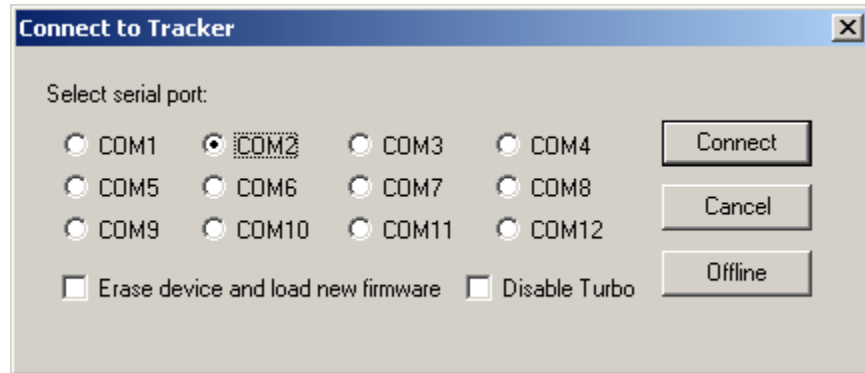 Connect to Tracker
Select serial port:
COM1 COM2 COM3 COM4 Connect
COM5 COM6 COM7 COM8 Cancel
COM9 COM10 COM11 COM12
Offline
Erase device and load new firmware Disable Turbo